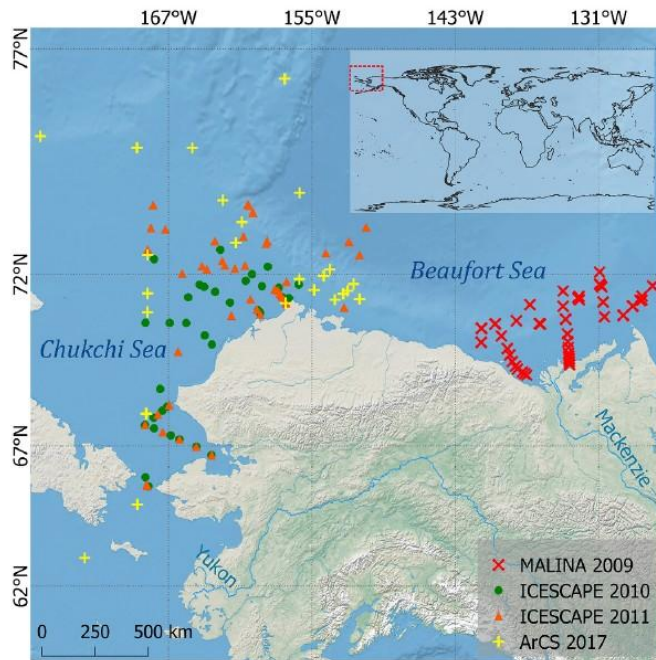 167°W 155°W 143°W 131°W
77°N
72°N
67°N
62°N
Beaufort Sea
Chukchi Sea
Mackenzie
Yukon
MALINA 2009
ICESCAPE 2010
ICESCAPE 2011
ArCS 2017
0 250 500 km